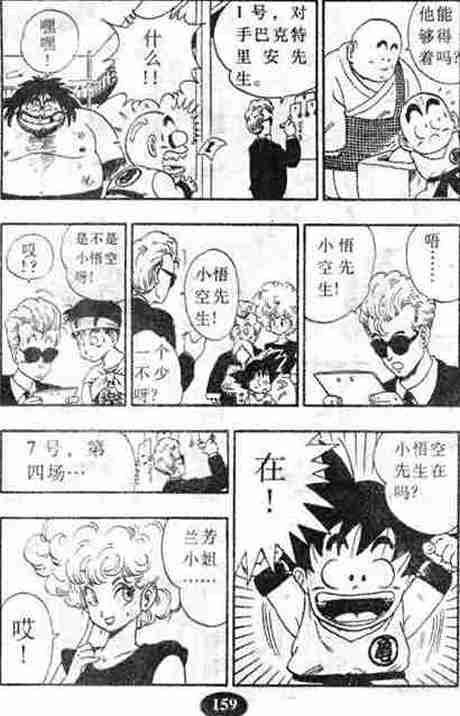 他能
够得
着吗?
1号,对
手巴克特
里安先
生。
什么!!
嘿嘿!
唔……
小悟
空先
生!
小悟
空先
生!
一个
不少
呀?
是不是
小悟空
呀!
哎!?
小悟空
先生在
吗?
在!
7号,第
四场…
兰芳
小姐
……
哎!
159